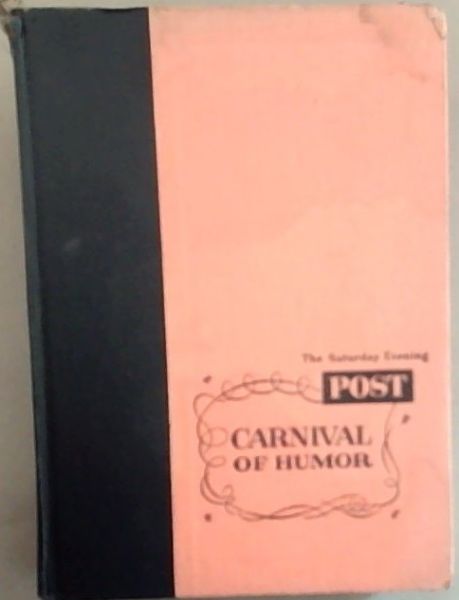 The Saturday Evening
POST
CARNIVAL
OF HUMOR